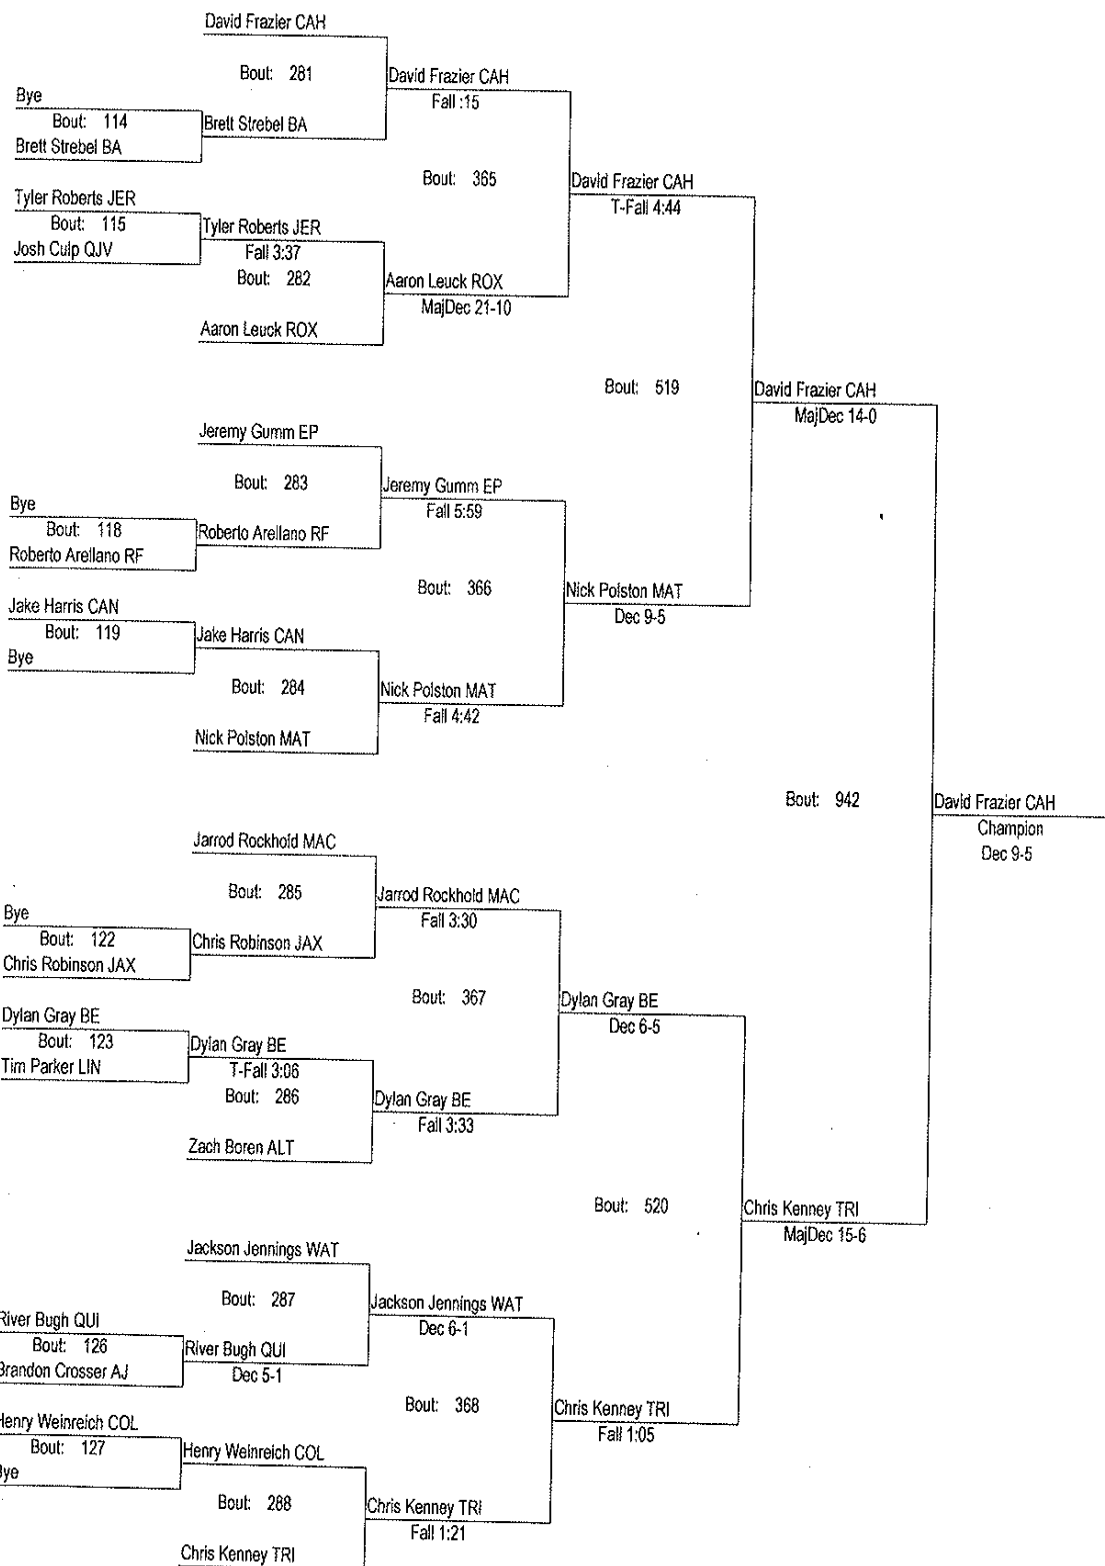 David Frazier CAH
Bout: 281
David Frazier CAH
Fall :15
Bye
Bout: 114
Brett Strebel BA
Brett Strebel BA
Bout: 365
David Frazier CAH
T-Fall 4:44
Tyler Roberts JER
Bout: 115
Josh Culp QJV
Tyler Roberts JER
Fall 3:37
Bout: 282
Aaron Leuck ROX
MajDec 21-10
Aaron Leuck ROX
Bout: 519
David Frazier CAH
MajDec 14-0
Jeremy Gumm EP
Bout: 283
Jeremy Gumm EP
Fall 5:59
Bye
Bout: 118
Roberto Arellano RF
Roberto Arellano RF
Bout: 366
Nick Polston MAT
Dec 9-5
Jake Harris CAN
Bout: 119
Bye
Jake Harris CAN
Bout: 284
Nick Polston MAT
Fall 4:42
Nick Polston MAT
Bout: 942
David Frazier CAH
Champion
Dec 9-5
Jarrod Rockhold MAC
Bout: 285
Jarrod Rockhold MAC
Fall 3:30
Bye
Bout: 122
Chris Robinson JAX
Chris Robinson JAX
Bout: 367
Dylan Gray BE
Dec 6-5
Dylan Gray BE
Bout: 123
Tim Parker LIN
Dylan Gray BE
T-Fall 3:06
Bout: 286
Dylan Gray BE
Fall 3:33
Zach Boren ALT
Bout: 520
Chris Kenney TRI
MajDec 15-6
Jackson Jennings WAT
Bout: 287
Jackson Jennings WAT
Dec 6-1
River Bugh QUI
Bout: 126
Brandon Crosser AJ
River Bugh QUI
Dec 5-1
Bout: 368
Chris Kenney TRI
Fall 1:05
Henry Weinreich COL
Bout: 127
Bye
Henry Weinreich COL
Bout: 288
Chris Kenney TRI
Fall 1:21
Chris Kenney TRI